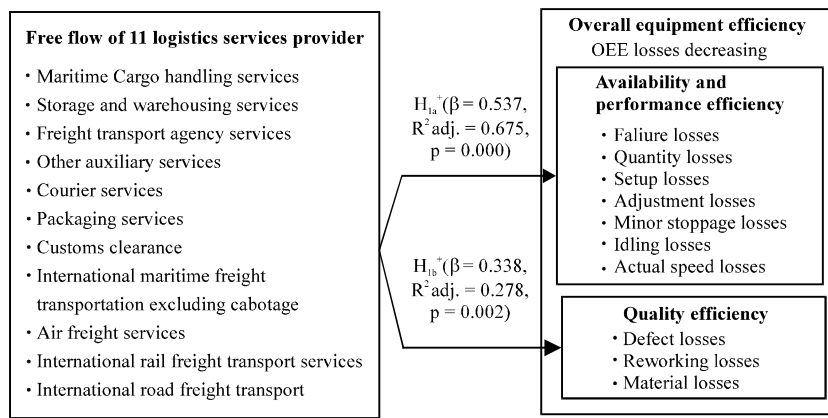 Free flow of 11 logistics services provider
• Maritime Cargo handling services
• Storage and warehousing services
• Freight transport agency services
• Other auxiliary services
• Courier services
• Packaging services
• Customs clearance
• International maritime freight
transportation excluding cabotage
• Air freight services
• International rail freight transport services
• International road freight transport
H1a+(β = 0.537,
R² adj. = 0.675,
p = 0.000)
H1b+(β = 0.338,
R² adj. = 0.278,
p = 0.002)
Overall equipment efficiency
OEE losses decreasing
Availability and
performance efficiency
• Faliure losses
• Quantity losses
• Setup losses
• Adjustment losses
• Minor stoppage losses
• Idling losses
• Actual speed losses
Quality efficiency
• Defect losses
• Reworking losses
• Material losses